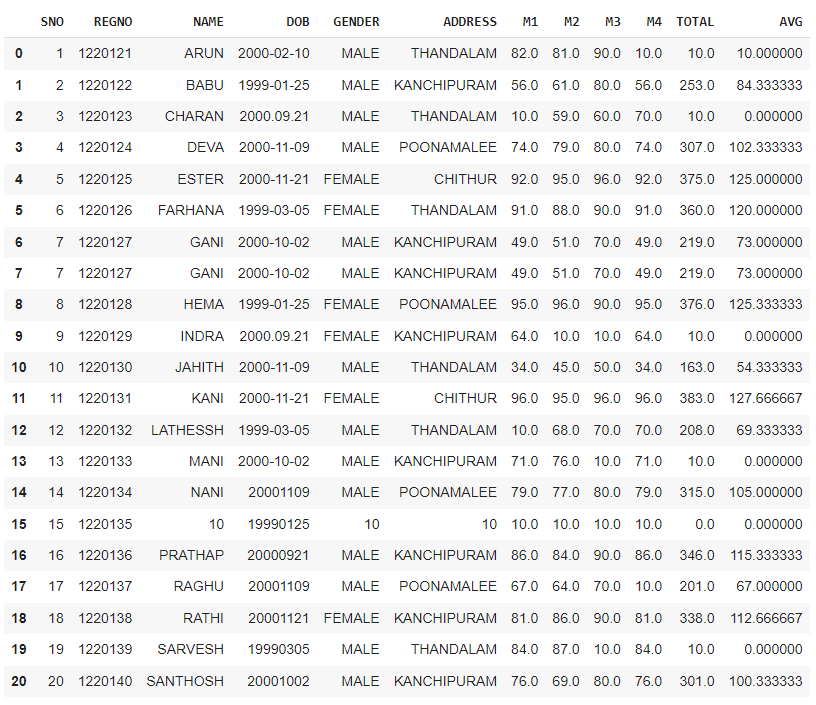 SNO REGNO NAME DOB GENDER ADDRESS M1 M2 M3 M4 TOTAL AVG
0 1 1220121 ARUN 2000-02-10 MALE THANDALAM 82.0 81.0 90.0 10.0 10.0 10.000000
1 2 1220122 BABU 1999-01-25 MALE KANCHIPURAM 56.0 61.0 80.0 56.0 253.0 84.333333
2 3 1220123 CHARAN 2000.09.21 MALE THANDALAM 10.0 59.0 60.0 70.0 10.0 0.000000
3 4 1220124 DEVA 2000-11-09 MALE POONAMALEE 74.0 79.0 80.0 74.0 307.0 102.333333
4 5 1220125 ESTER 2000-11-21 FEMALE CHITHUR 92.0 95.0 96.0 92.0 375.0 125.000000
5 6 1220126 FARHANA 1999-03-05 FEMALE THANDALAM 91.0 88.0 90.0 91.0 360.0 120.000000
6 7 1220127 GANI 2000-10-02 MALE KANCHIPURAM 49.0 51.0 70.0 49.0 219.0 73.000000
7 7 1220127 GANI 2000-10-02 MALE KANCHIPURAM 49.0 51.0 70.0 49.0 219.0 73.000000
8 8 1220128 HEMA 1999-01-25 FEMALE POONAMALEE 95.0 96.0 90.0 95.0 376.0 125.333333
9 9 1220129 INDRA 2000.09.21 FEMALE KANCHIPURAM 64.0 10.0 10.0 64.0 10.0 0.000000
10 10 1220130 JAHITH 2000-11-09 MALE THANDALAM 34.0 45.0 50.0 34.0 163.0 54.333333
11 11 1220131 KANI 2000-11-21 FEMALE CHITHUR 96.0 95.0 96.0 96.0 383.0 127.666667
12 12 1220132 LATHESSH 1999-03-05 MALE THANDALAM 10.0 68.0 70.0 70.0 208.0 69.333333
13 13 1220133 MANI 2000-10-02 MALE KANCHIPURAM 71.0 76.0 10.0 71.0 10.0 0.000000
14 14 1220134 NANI 20001109 MALE POONAMALEE 79.0 77.0 80.0 79.0 315.0 105.000000
15 15 1220135 10 19990125 10 10 10.0 10.0 10.0 10.0 0.0 0.000000
16 16 1220136 PRATHAP 20000921 MALE KANCHIPURAM 86.0 84.0 90.0 86.0 346.0 115.333333
17 17 1220137 RAGHU 20001109 MALE POONAMALEE 67.0 64.0 70.0 10.0 201.0 67.000000
18 18 1220138 RATHI 20001121 FEMALE KANCHIPURAM 81.0 86.0 90.0 81.0 338.0 112.666667
19 19 1220139 SARVESH 19990305 MALE THANDALAM 84.0 87.0 10.0 84.0 10.0 0.000000
20 20 1220140 SANTHOSH 20001002 MALE KANCHIPURAM 76.0 69.0 80.0 76.0 301.0 100.333333